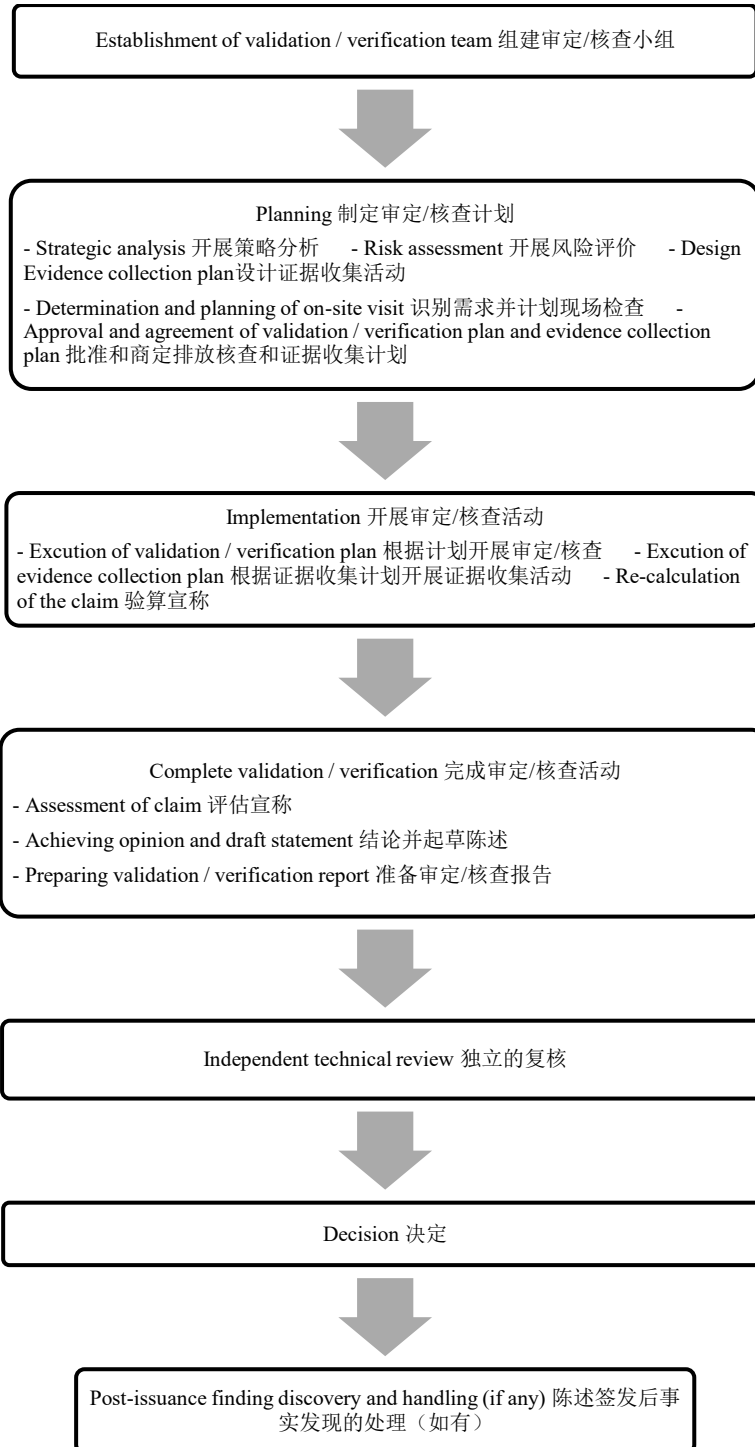 Establishment of validation / verification team 组建审定/核查小组
Planning 制定审定/核查计划
- Strategic analysis 开展策略分析 - Risk assessment 开展风险评价 - Design
Evidence collection plan设计证据收集活动
- Determination and planning of on-site visit 识别需求并计划现场检查 -
Approval and agreement of validation / verification plan and evidence collection
plan 批准和商定排放核查和证据收集计划
Implementation 开展审定/核查活动
- Excution of validation / verification plan 根据计划开展审定/核查 - Excution of
evidence collection plan 根据证据收集计划开展证据收集活动 - Re-calculation
of the claim 验算宣称
Complete validation / verification 完成审定/核查活动
- Assessment of claim 评估宣称
- Achieving opinion and draft statement 结论并起草陈述
- Preparing validation / verification report 准备审定/核查报告
Independent technical review 独立的复核
Decision 决定
Post-issuance finding discovery and handling (if any) 陈述签发后事
实发现的处理（如有）